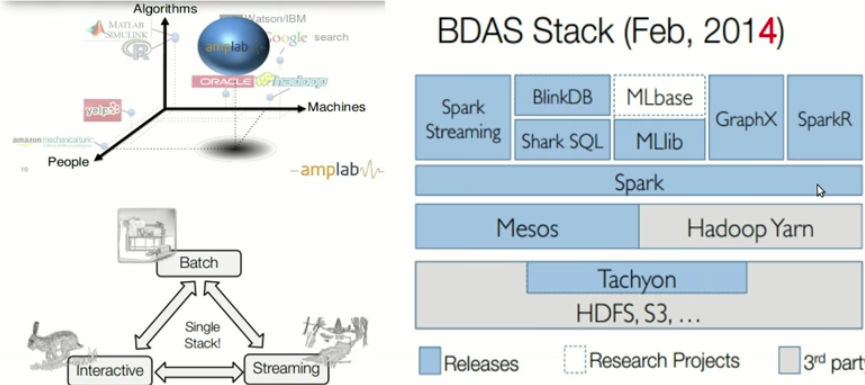 Algorithms
MATLAB
SIMULINK
R
Watson/IBM
Google search
amplab
ORACLE
hadoop
yelp
Machines
amazon mechanical turk
People
amplab
10
Batch
Single
Stack!
Interactive
Streaming
BDAS Stack (Feb, 2014)
Spark
Streaming
BlinkDB
Shark SQL
MLbase
MLlib
GraphX
SparkR
Spark
Mesos
Hadoop Yarn
Tachyon
HDFS, S3, …
Releases
Research Projects
3rd party